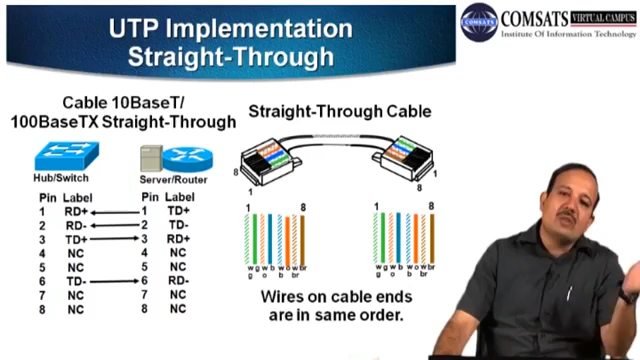 UTP Implementation
Straight-Through
COMSATS VIRTUAL CAMPUS
Institute Of Information Technology
Cable 10BaseT/
100BaseTX Straight-Through
Hub/Switch
Server/Router
Pin Label Pin Label
1 RD+ 1 TD+
2 RD- 2 TD-
3 TD+ 3 RD+
4 NC 4 NC
5 NC 5 NC
6 TD- 6 RD-
7 NC 7 NC
8 NC 8 NC
Straight-Through Cable
8 1
1 8
1 8 1 8
w g w b w o w br w g w b w o w br
g o b g o b
Wires on cable ends
are in same order.